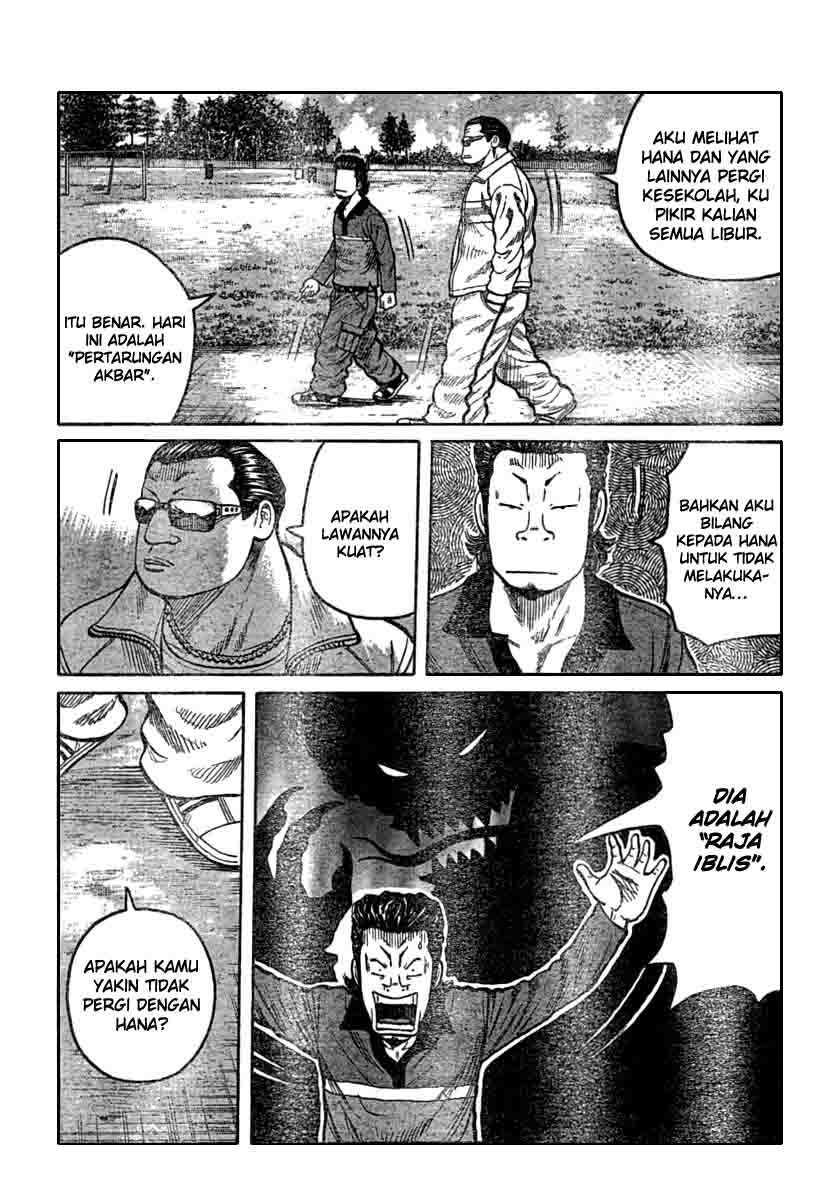 AKU MELIHAT
HANA DAN YANG
LAINNYA PERGI
KESEKOLAH, KU
PIKIR KALIAN
SEMUA LIBUR.
ITU BENAR. HARI
INI ADALAH
"PERTARUNGAN
AKBAR".
APAKAH
LAWANNYA
KUAT?
BAHKAN AKU
BILANG
KEPADA HANA
UNTUK TIDAK
MELAKUKA-
NYA...
DIA
ADALAH
"RAJA
IBLIS".
APAKAH KAMU
YAKIN TIDAK
PERGI DENGAN
HANA?